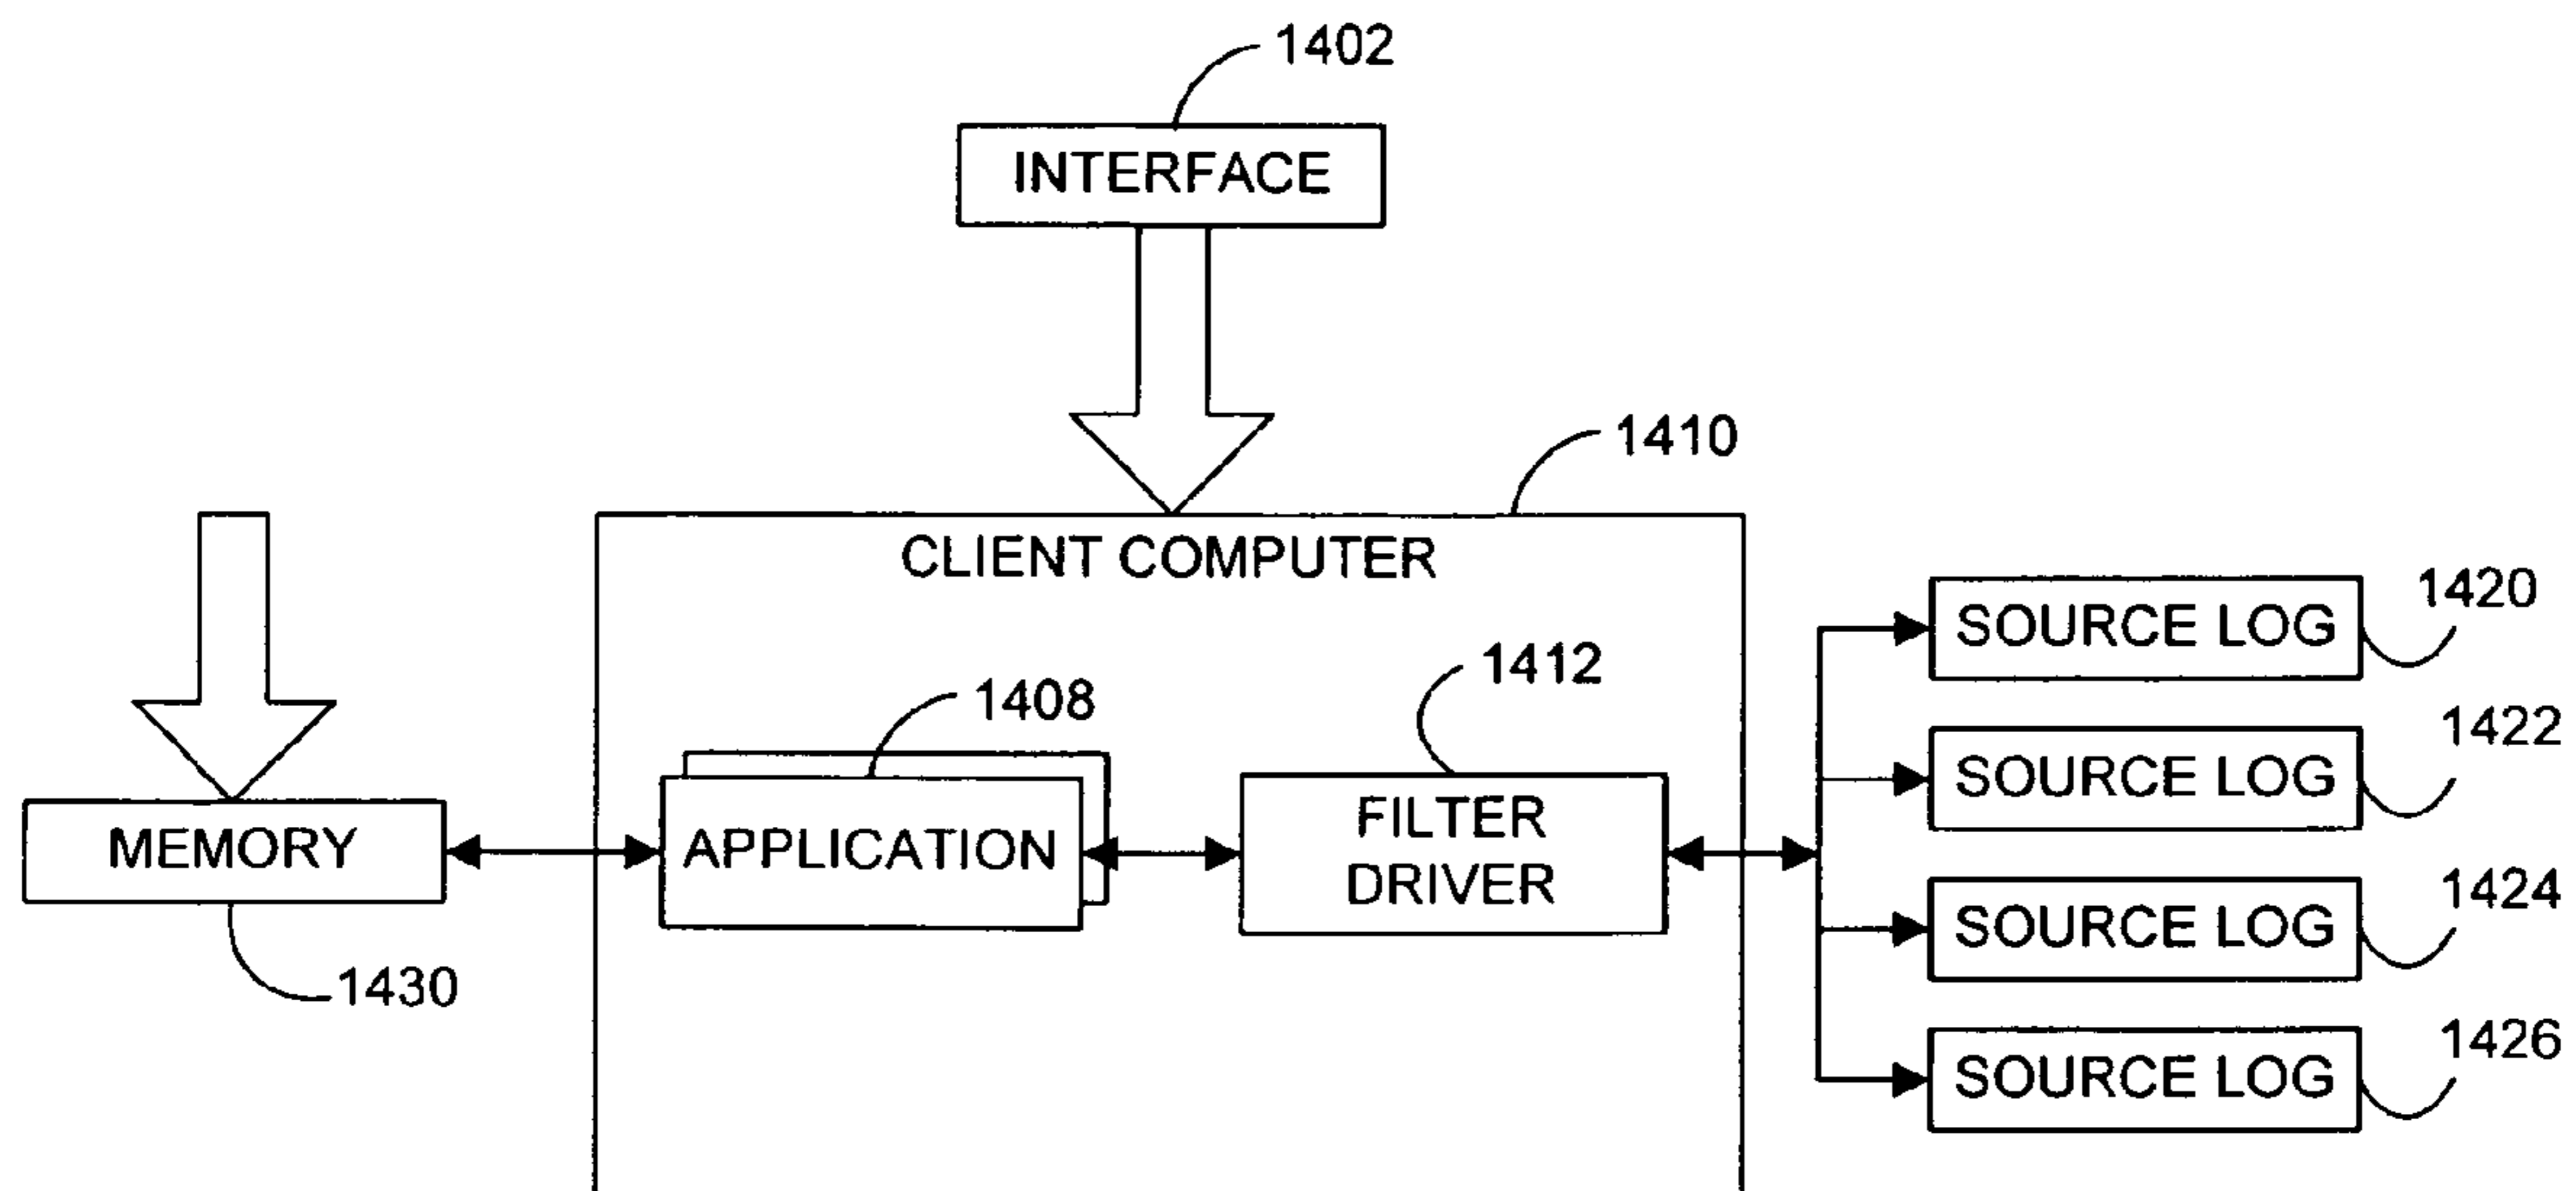 1402
INTERFACE
1410
CLIENT COMPUTER
1420
SOURCE LOG
1412
1408
1422
SOURCE LOG
FILTER
DRIVER
MEMORY
APPLICATION
1424
SOURCE LOG
1430
1426
SOURCE LOG